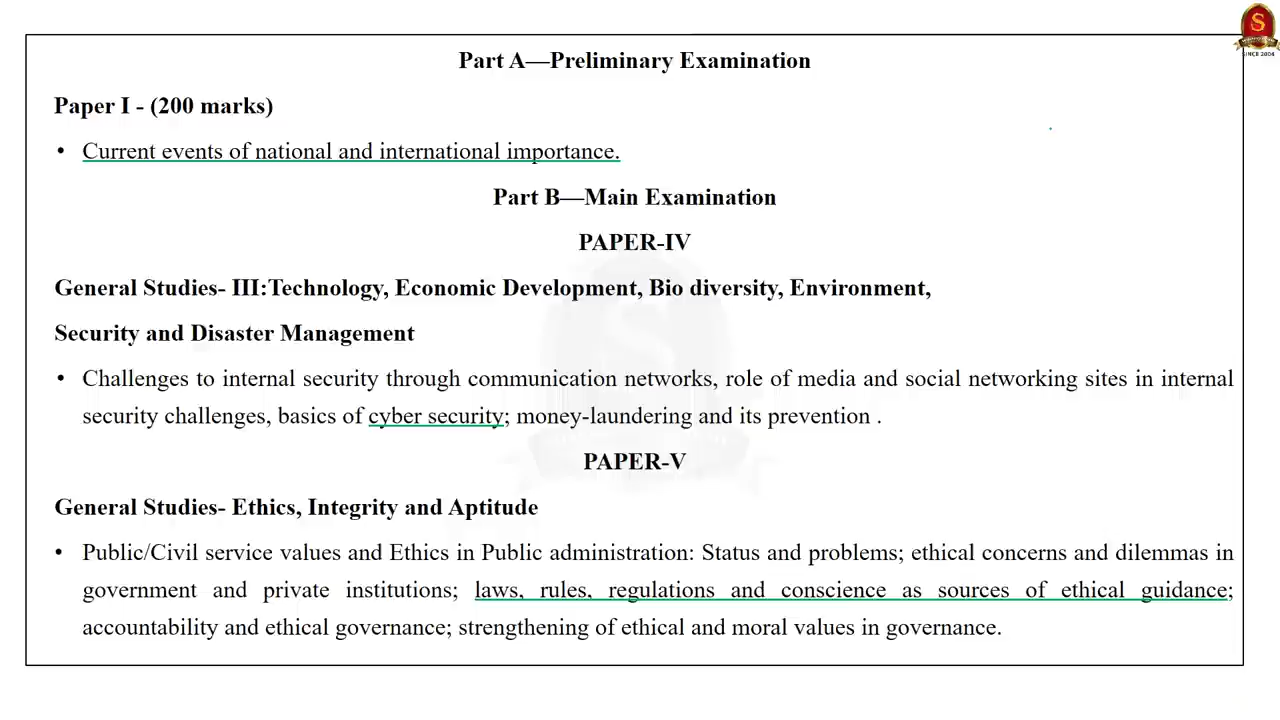 S
SINCE 2004
Part A—Preliminary Examination
Paper I - (200 marks)
• Current events of national and international importance.
Part B—Main Examination
PAPER-IV
General Studies- III:Technology, Economic Development, Bio diversity, Environment,
Security and Disaster Management
• Challenges to internal security through communication networks, role of media and social networking sites in internal
security challenges, basics of cyber security; money-laundering and its prevention .
PAPER-V
General Studies- Ethics, Integrity and Aptitude
• Public/Civil service values and Ethics in Public administration: Status and problems; ethical concerns and dilemmas in
government and private institutions; laws, rules, regulations and conscience as sources of ethical guidance;
accountability and ethical governance; strengthening of ethical and moral values in governance.